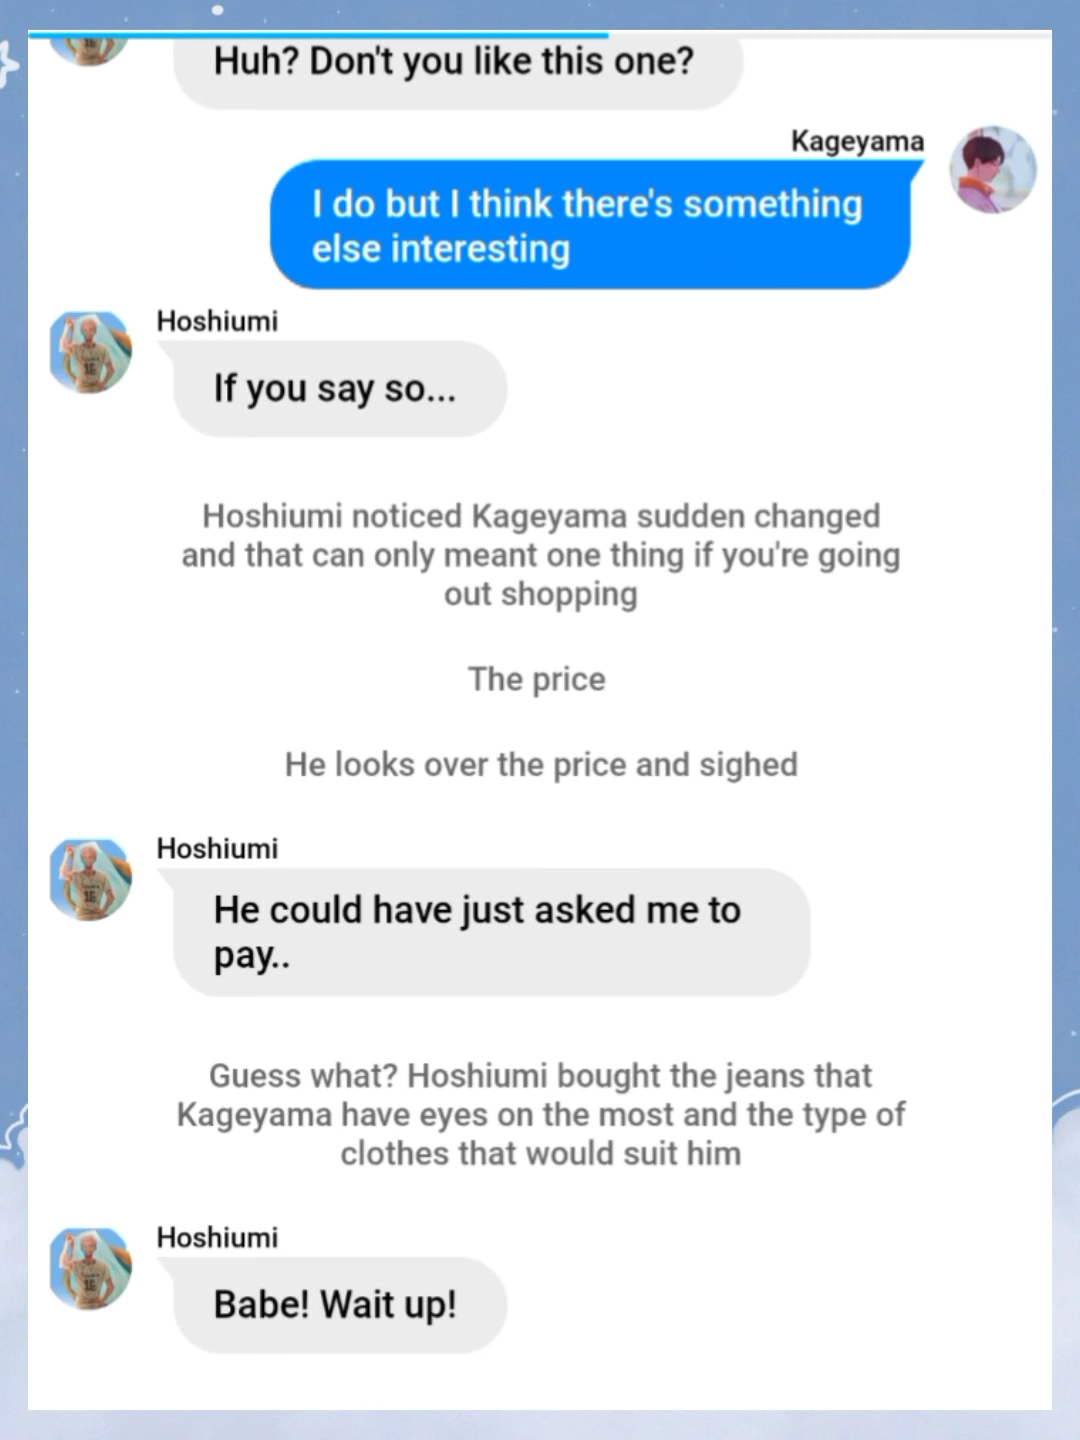 Huh? Don't you like this one?
Kageyama
I do but I think there's something
else interesting
Hoshiumi
If you say so...
Hoshiumi noticed Kageyama sudden changed
and that can only meant one thing if you're going
out shopping
The price
He looks over the price and sighed
Hoshiumi
He could have just asked me to
pay..
Guess what? Hoshiumi bought the jeans that
Kageyama have eyes on the most and the type of
clothes that would suit him
Hoshiumi
Babe! Wait up!